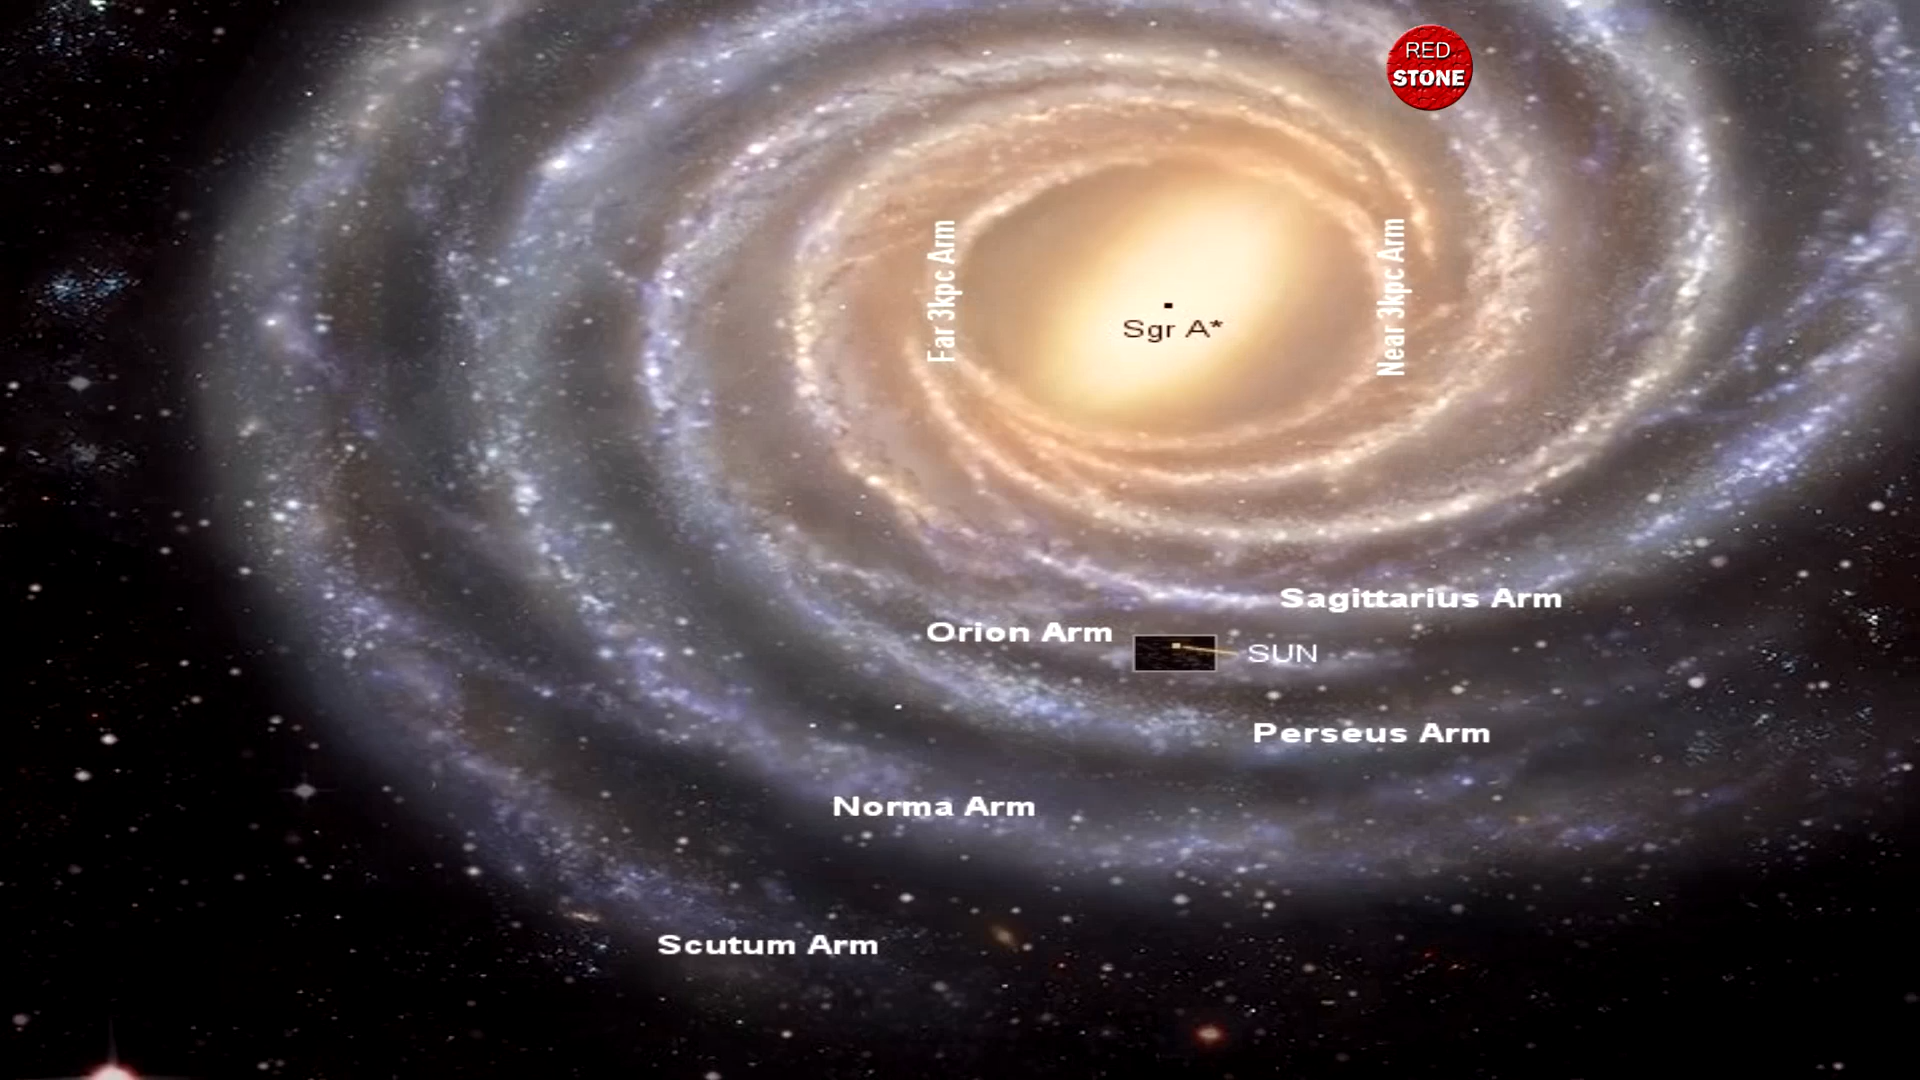 RED
STONE
Far 3kpc Arm
Near 3kpc Arm
Sgr A*
Sagittarius Arm
Orion Arm
SUN
Perseus Arm
Norma Arm
Scutum Arm